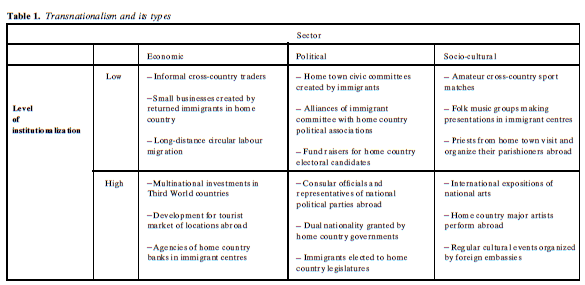 Table 1. Transnationalism and its types
Sector
Economic
Political
Socio-cultural
Level
of
institutionalization
Low
– Informal cross-country traders
– Small businesses created by
returned immigrants in home
country
– Long-distance circular labour
migration
– Home town civic committees
created by immigrants
– Alliances of immigrant
committee with home country
political associations
– Fund raisers for home country
electoral candidates
– Amateur cross-country sport
matches
– Folk music groups making
presentations in immigrant centres
– Priests from home town visit and
organize their parishioners abroad
High
– Multinational investments in
Third World countries
– Development for tourist
market of locations abroad
– Agencies of home country
banks in immigrant centres
– Consular officials and
representatives of national
political parties abroad
– Dual nationality granted by
home country governments
– Immigrants elected to home
country legislatures
– International expositions of
national arts
– Home country major artists
perform abroad
– Regular cultural events organized
by foreign embassies